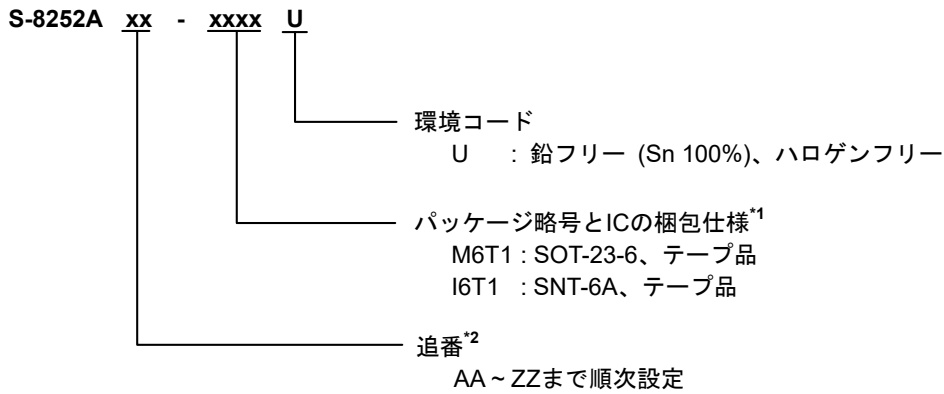 S-8252A xx - xxxx U
環境コード
U : 鉛フリー (Sn 100%)、ハロゲンフリー
パッケージ略号とICの梱包仕様*1
M6T1 : SOT-23-6、テープ品
I6T1 : SNT-6A、テープ品
追番*2
AA ~ ZZまで順次設定